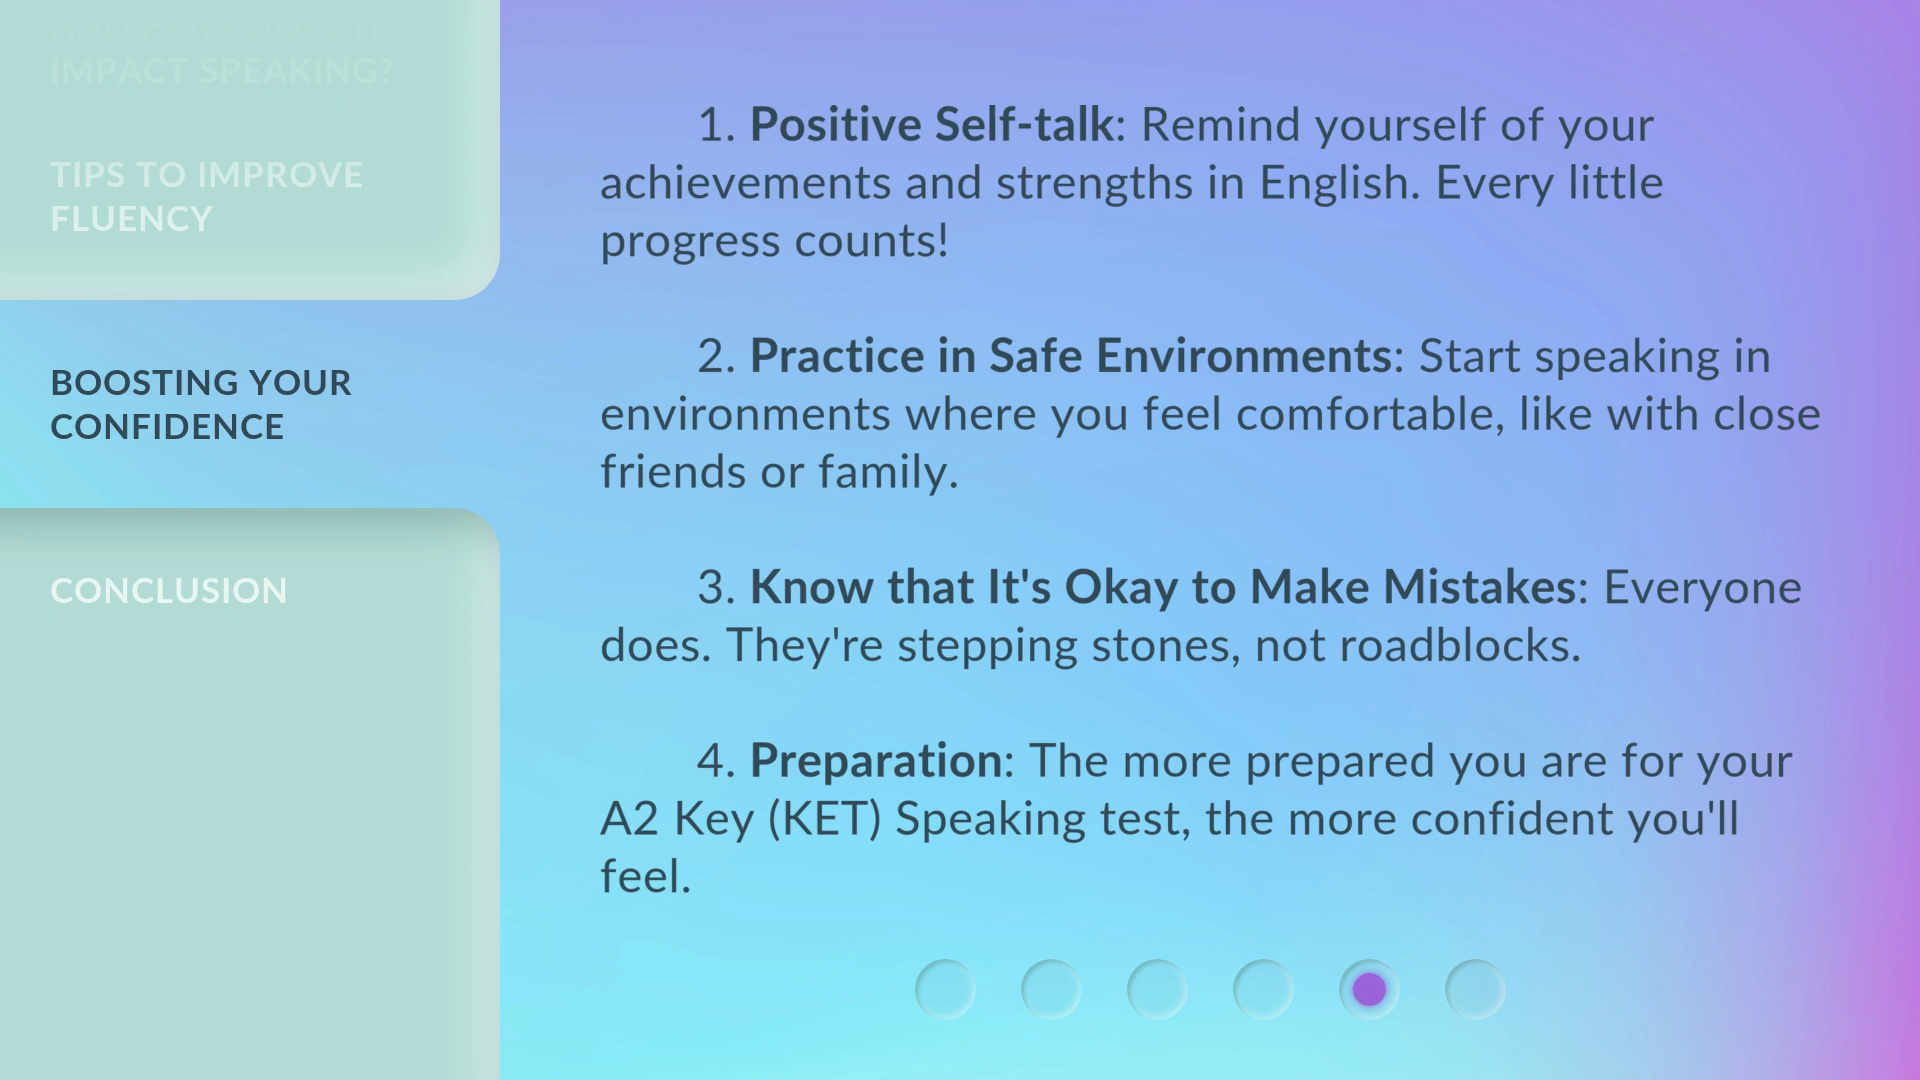 AND HOW DOES IT
IMPACT SPEAKING?
TIPS TO IMPROVE
FLUENCY
BOOSTING YOUR
CONFIDENCE
CONCLUSION
1. Positive Self-talk: Remind yourself of your
achievements and strengths in English. Every little
progress counts!
2. Practice in Safe Environments: Start speaking in
environments where you feel comfortable, like with close
friends or family.
3. Know that It's Okay to Make Mistakes: Everyone
does. They're stepping stones, not roadblocks.
4. Preparation: The more prepared you are for your
A2 Key (KET) Speaking test, the more confident you'll
feel.